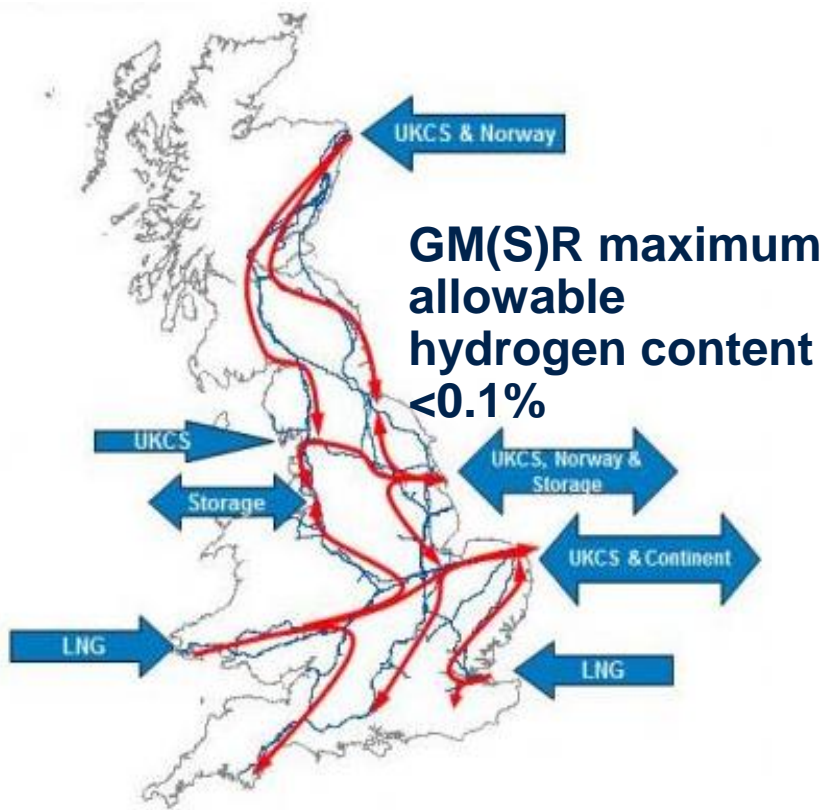 UKCS & Norway
GM(S)R maximum
allowable
hydrogen content
<0.1%
UKCS
UKCS, Norway &
Storage
Storage
UKCS & Continent
LNG
LNG